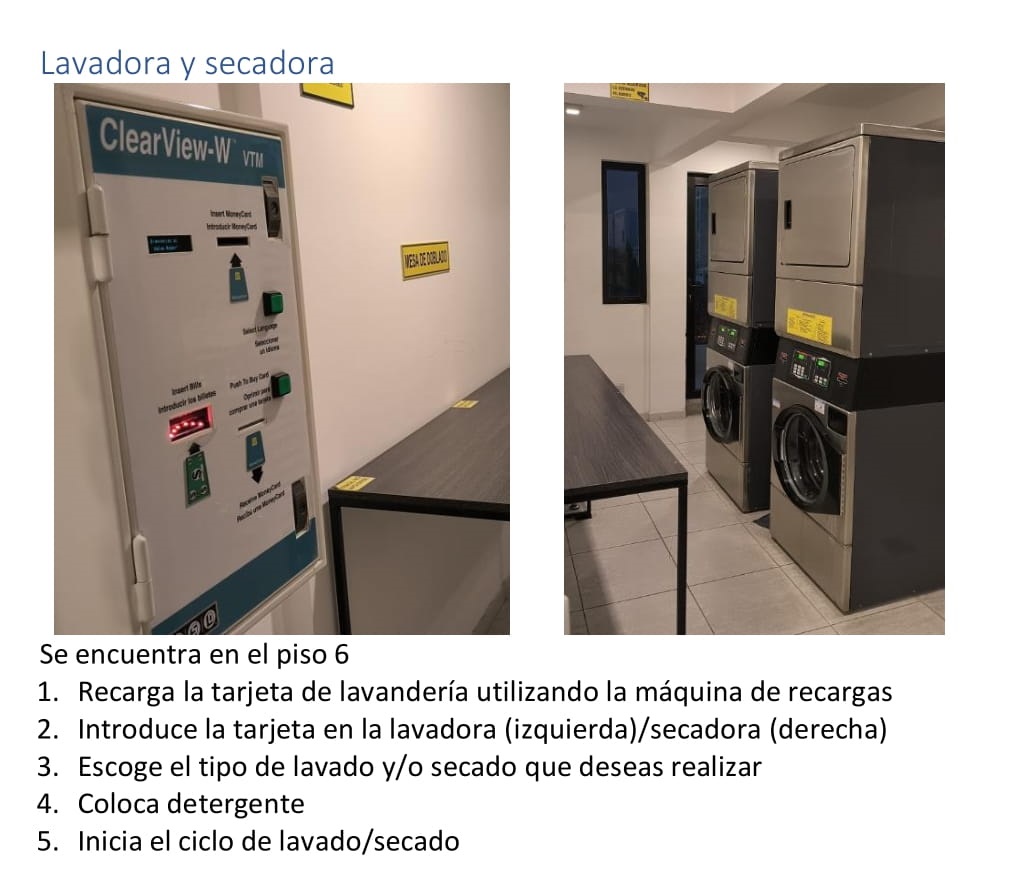 Lavadora y secadora
ClearView-W VTM
Insert MoneyCard
Introducir MoneyCard
MESA DE DOBLADO
Select Language
Seleccionar
un Idioma
Insert Bills
Introducir los billetes
Push To Buy Card
Oprimir para
comprar una tarjeta
Receive MoneyCard
Reciba una MoneyCard
Se encuentra en el piso 6
1. Recarga la tarjeta de lavandería utilizando la máquina de recargas
2. Introduce la tarjeta en la lavadora (izquierda)/secadora (derecha)
3. Escoge el tipo de lavado y/o secado que deseas realizar
4. Coloca detergente
5. Inicia el ciclo de lavado/secado